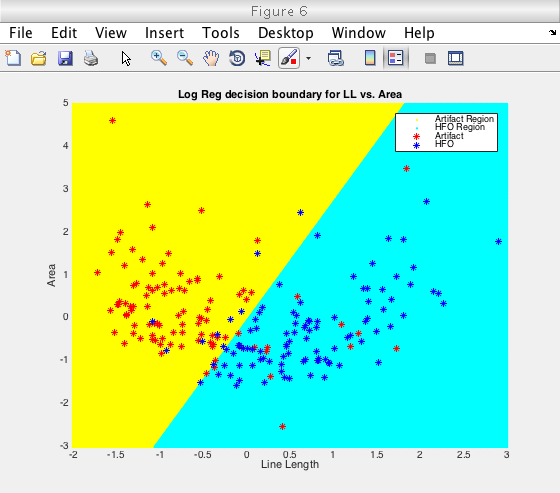 Figure 6
File Edit View Insert Tools Desktop Window Help
Log Reg decision boundary for LL vs. Area
Artifact Region
HFO Region
Artifact
HFO
5
4
3
2
1
0
-1
-2
-3
Area
-2 -1.5 -1 -0.5 0 0.5 1 1.5 2 2.5 3
Line Length